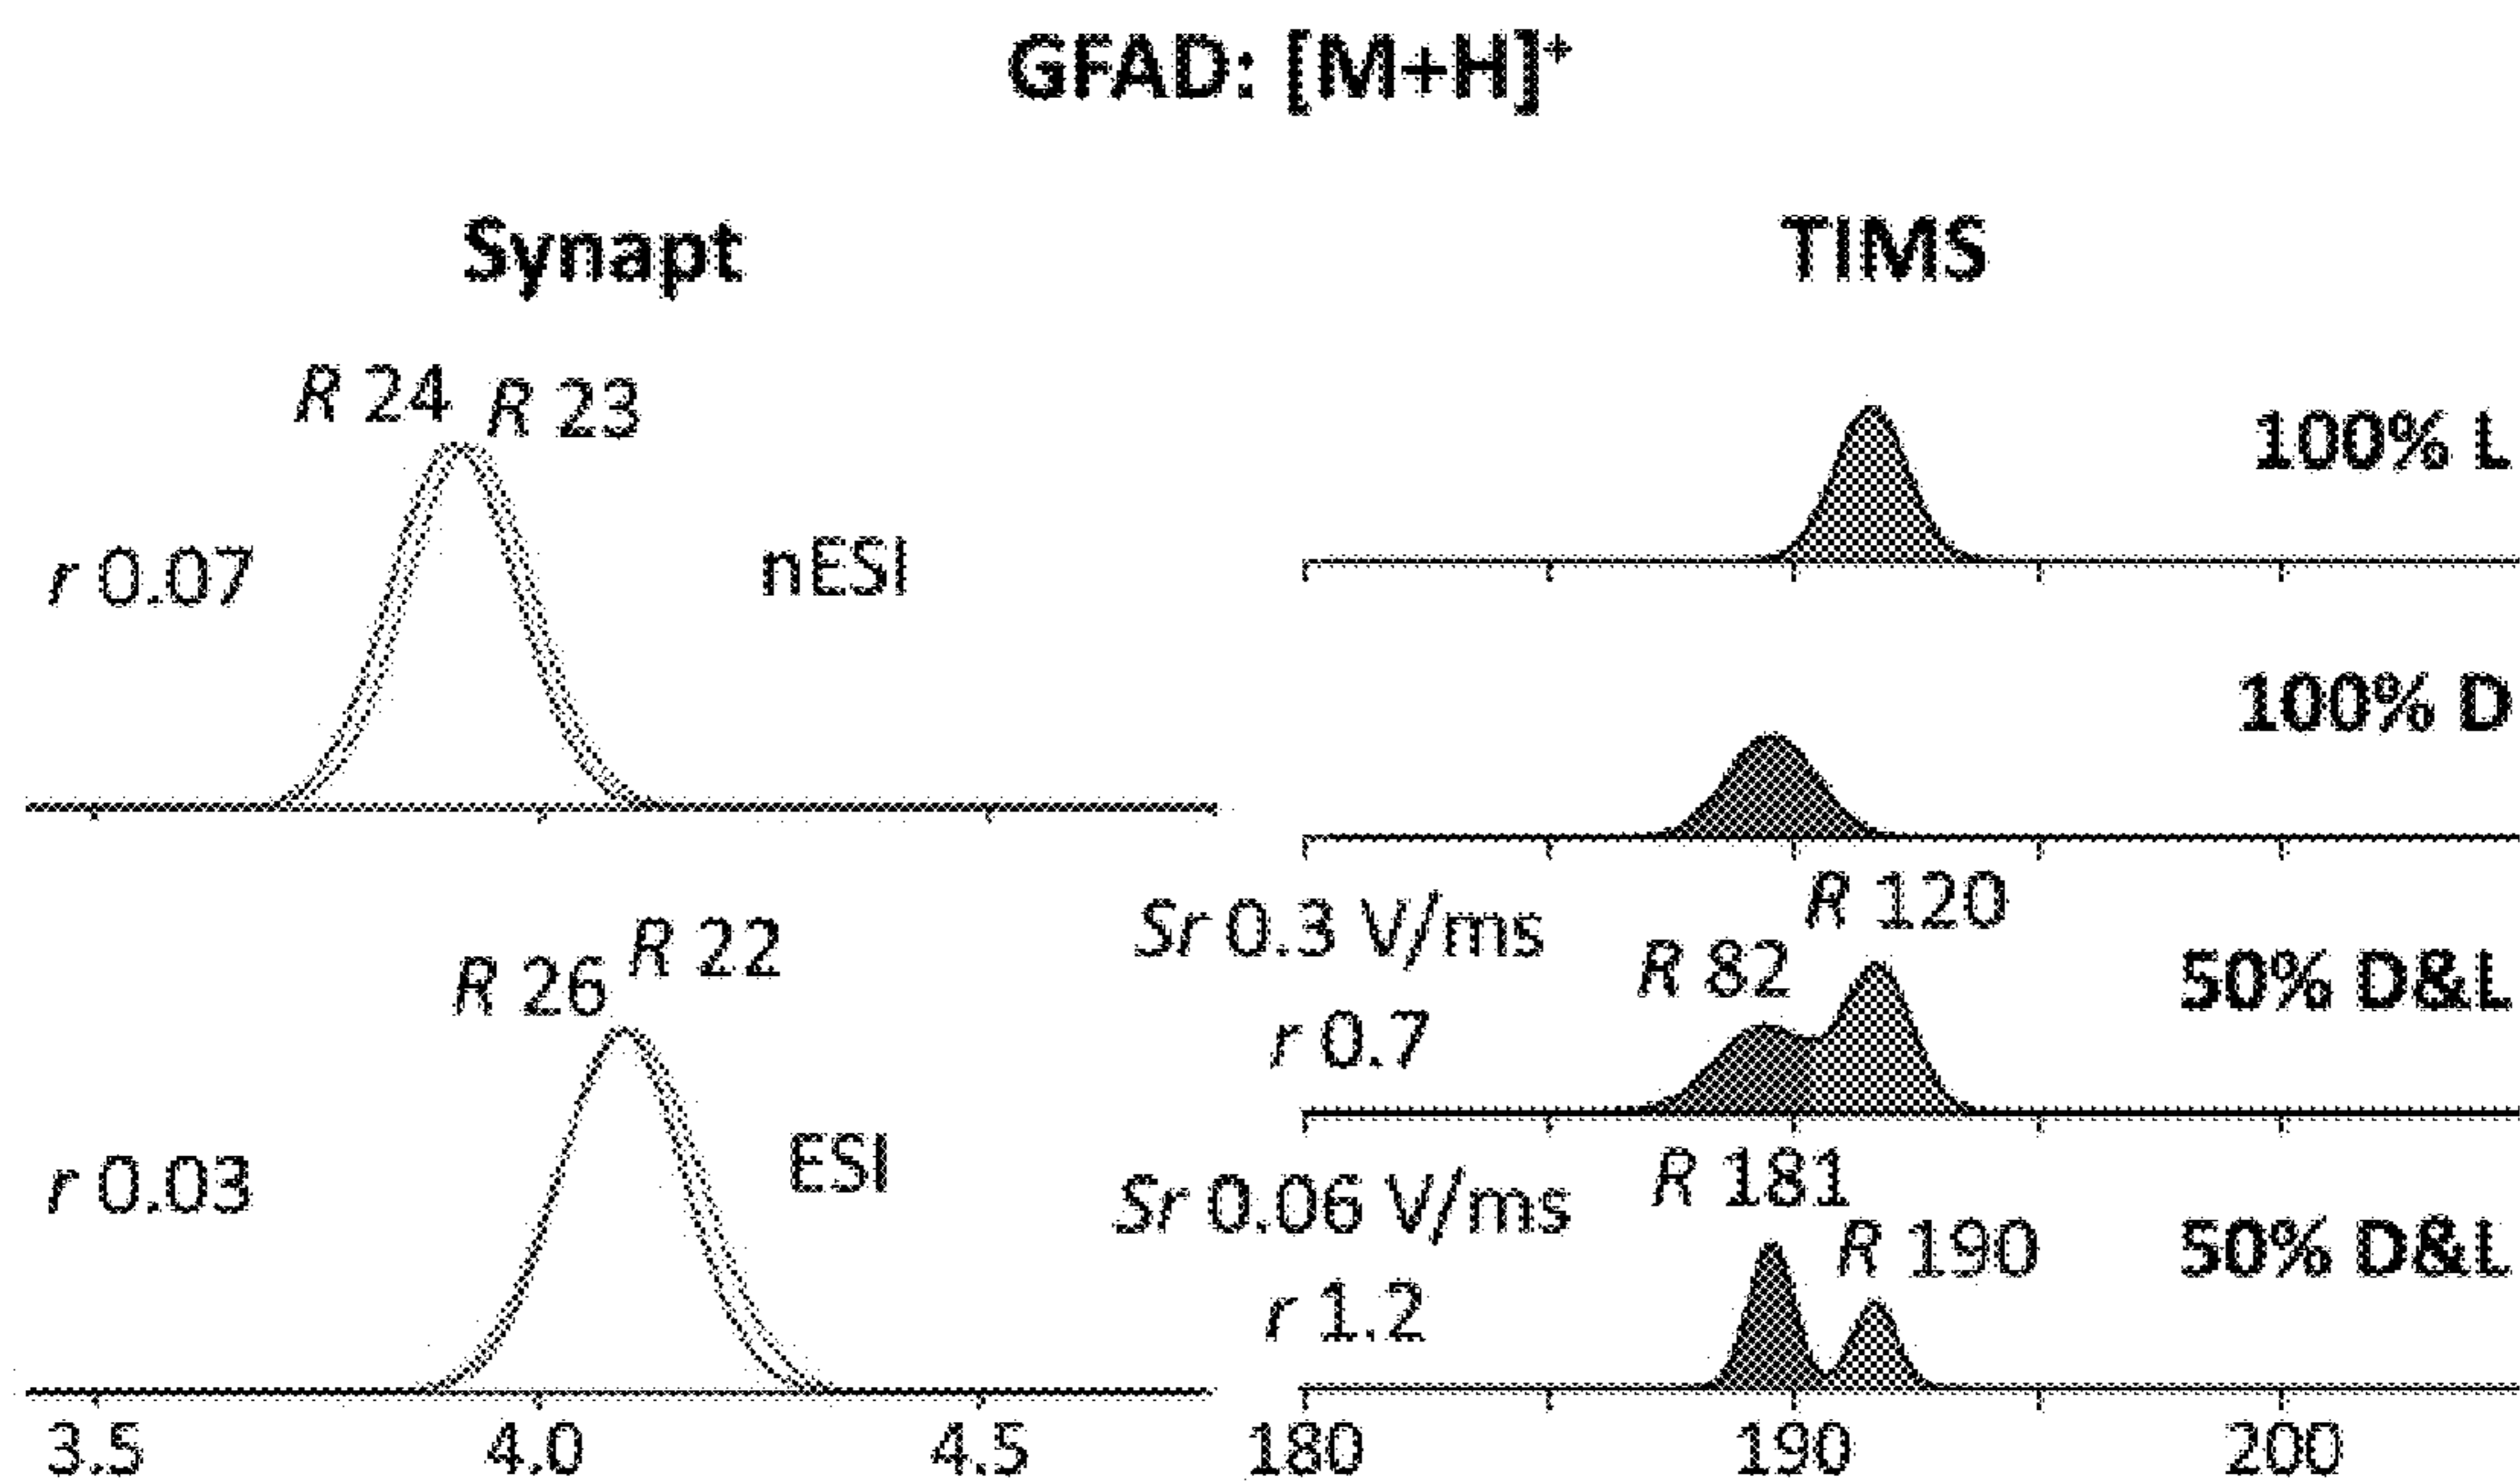 GFAD: [M+H]⁺
Synapt
R 24
R 23
r 0.07
nESI
R 26
R 22
r 0.03
ESI
3.5
4.0
4.5
TIMS
100% L
100% D
Sr 0.3 V/ms
R 82
R 120
50% D&L
r 0.7
Sr 0.06 V/ms
R 181
R 190
50% D&L
r 1.2
180
190
200